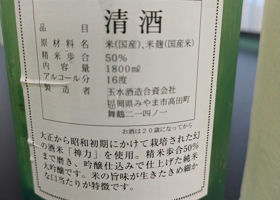 品目 清酒
原材料名 米(国産)、米麹(国産米)
精米歩合 50%
内容量 1800㎖
アルコール分 16度
製造者 玉水酒造合資会社
福岡県みやま市高田町
舞鶴二一四ノ一
お酒は20歳になってから
大正から昭和初期にかけて栽培された幻
の酒米「神力」を使用。精米歩合50%
まで磨き、吟醸仕込みで仕上げた純米
大吟醸です。米の旨味が生きたきめ細か
な口当たりが特徴です。